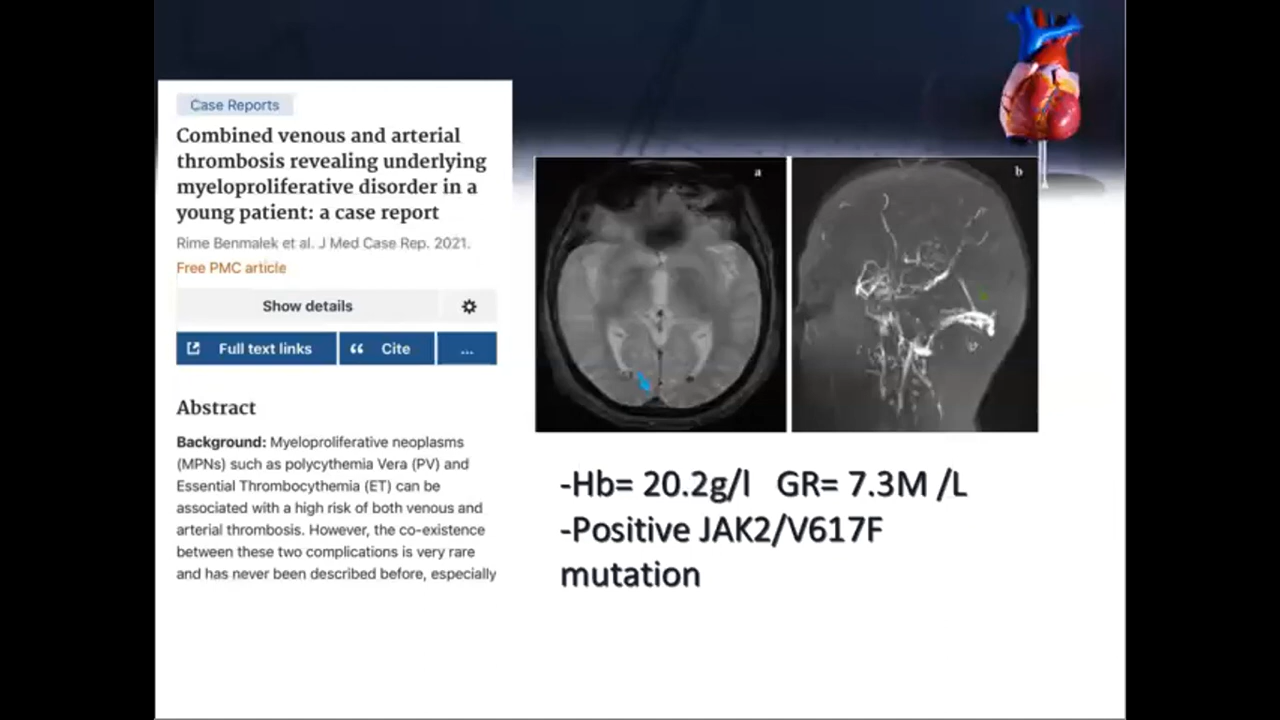 Case Reports
Combined venous and arterial
thrombosis revealing underlying
myeloproliferative disorder in a
young patient: a case report
Rime Benmalek et al. J Med Case Rep. 2021.
Free PMC article
Show details
Full text links
“ Cite
...
Abstract
Background: Myeloproliferative neoplasms
(MPNs) such as polycythemia Vera (PV) and
Essential Thrombocythemia (ET) can be
associated with a high risk of both venous and
arterial thrombosis. However, the co-existence
between these two complications is very rare
and has never been described before, especially
a
b
-Hb= 20.2g/l GR= 7.3M /L
-Positive JAK2/V617F
mutation